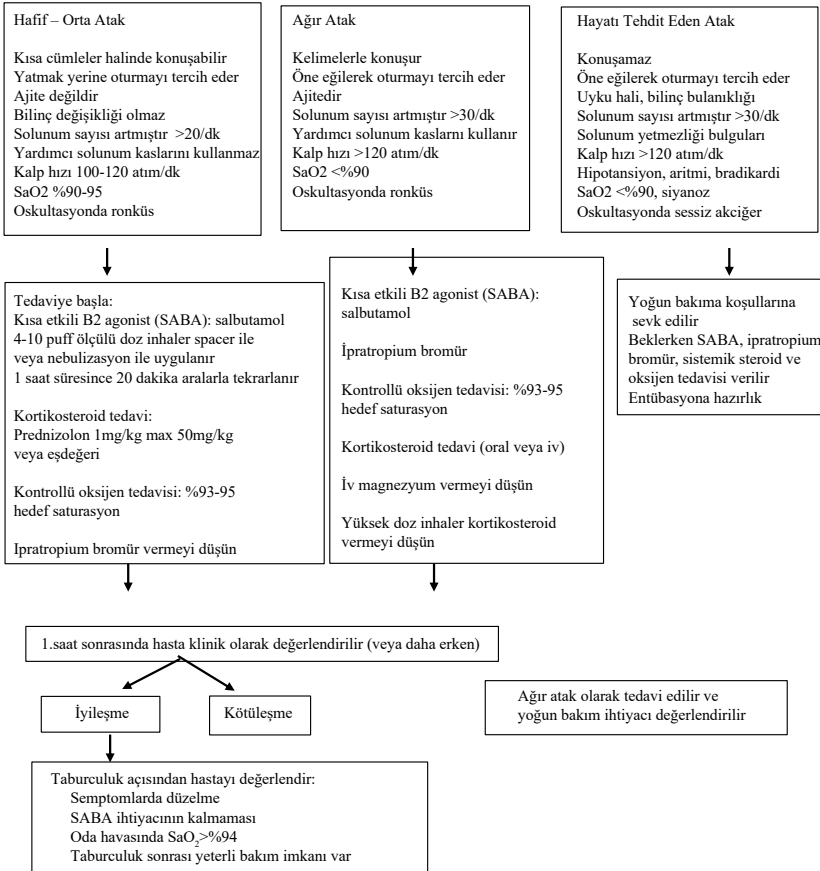 Hafif – Orta Atak
Kısa cümleler halinde konuşabilir
Yatmak yerine oturmayı tercih eder
Ajite değildir
Bilinç değişikliği olmaz
Solunum sayısı artmıştır >20/dk
Yardımcı solunum kaslarını kullanmaz
Kalp hızı 100-120 atım/dk
SaO2 %90-95
Oskultasyonda ronküs
Ağır Atak
Kelimelerle konuşur
Öne eğilerek oturmayı tercih eder
Ajitedir
Solunum sayısı artmıştır >30/dk
Yardımcı solunum kaslarnı kullanır
Kalp hızı >120 atım/dk
SaO2 <%90
Oskultasyonda ronküs
Hayatı Tehdit Eden Atak
Konuşamaz
Öne eğilerek oturmayı tercih eder
Uyku hali, bilinç bulanıklığı
Solunum sayısı artmıştır >30/dk
Solunum yetmezliği bulguları
Kalp hızı >120 atım/dk
Hipotansiyon, aritmi, bradikardi
SaO2 <%90, siyanoz
Oskultasyonda sessiz akciğer
Tedaviye başla:
Kısa etkili B2 agonist (SABA): salbutamol
4-10 puff ölçülü doz inhaler spacer ile
veya nebulizasyon ile uygulanır
1 saat süresince 20 dakika aralarla tekrarlanır
Kortikosteroid tedavi:
Prednizolon 1mg/kg max 50mg/kg
veya eşdeğeri
Kontrollü oksijen tedavisi: %93-95
hedef saturasyon
Ipratropium bromür vermeyi düşün
Kısa etkili B2 agonist (SABA):
salbutamol
İpratropium bromür
Kontrollü oksijen tedavisi: %93-95
hedef saturasyon
Kortikosteroid tedavi (oral veya iv)
İv magnezyum vermeyi düşün
Yüksek doz inhaler kortikosteroid
vermeyi düşün
Yoğun bakıma koşullarına
sevk edilir
Beklerken SABA, ipratropium
bromür, sistemik steroid ve
oksijen tedavisi verilir
Entübasyona hazırlık
1.saat sonrasında hasta klinik olarak değerlendirilir (veya daha erken)
İyileşme
Kötüleşme
Ağır atak olarak tedavi edilir ve
yoğun bakım ihtiyacı değerlendirilir
Taburculuk açısından hastayı değerlendir:
Semptomlarda düzelme
SABA ihtiyacının kalmaması
Oda havasında SaO₂>%94
Taburculuk sonrası yeterli bakım imkanı var